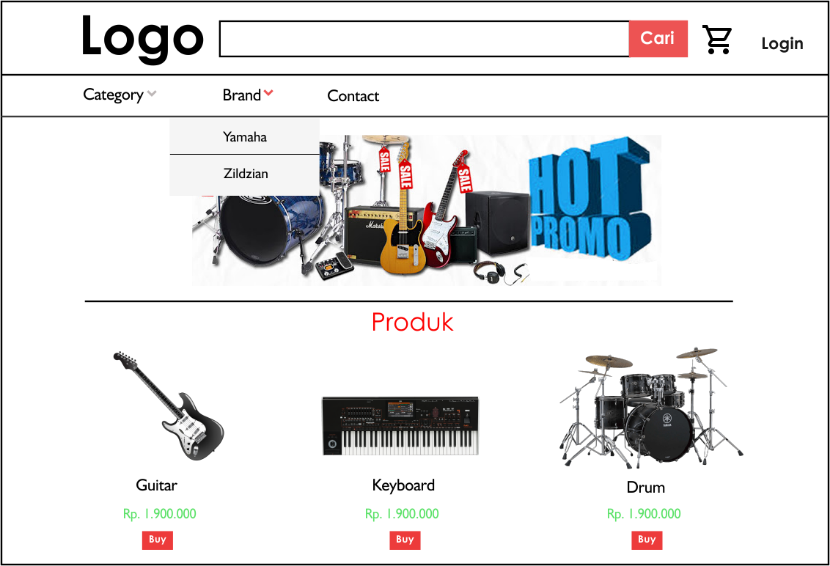 Logo
Cari
Login
Category
Brand
Contact
Yamaha
Zildzian
SALE
SALE
SALE
Marshall
HOT
PROMO
Produk
Guitar
Keyboard
Drum
Rp. 1.900.000
Rp. 1.900.000
Rp. 1.900.000
Buy
Buy
Buy